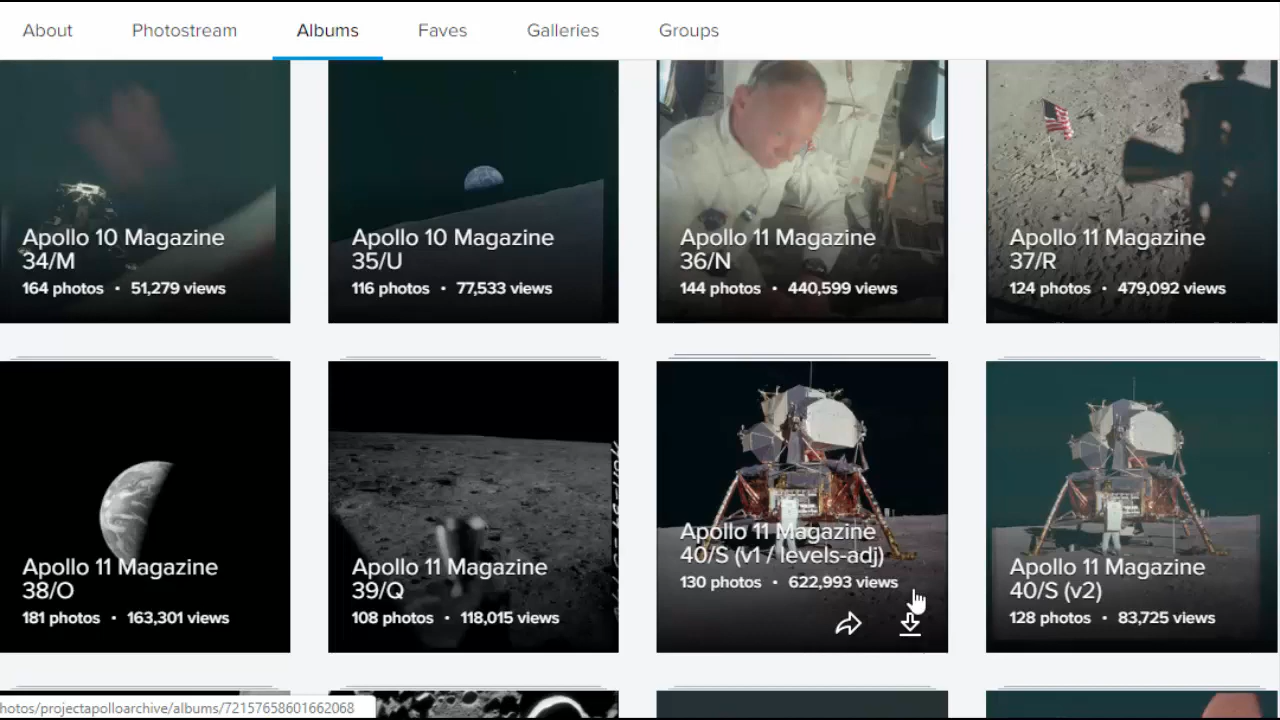 About Photostream Albums Faves Galleries Groups
Apollo 10 Magazine
34/M
164 photos • 51,279 views
Apollo 10 Magazine
35/U
116 photos • 77,533 views
Apollo 11 Magazine
36/N
144 photos • 440,599 views
Apollo 11 Magazine
37/R
124 photos • 479,092 views
Apollo 11 Magazine
38/O
181 photos • 163,301 views
Apollo 11 Magazine
39/Q
108 photos • 118,015 views
Apollo 11 Magazine
40/S (v1 / levels-adj)
130 photos • 622,993 views
Apollo 11 Magazine
40/S (v2)
128 photos • 83,725 views
hotos/projectapolloarchive/albums/72157658601662068